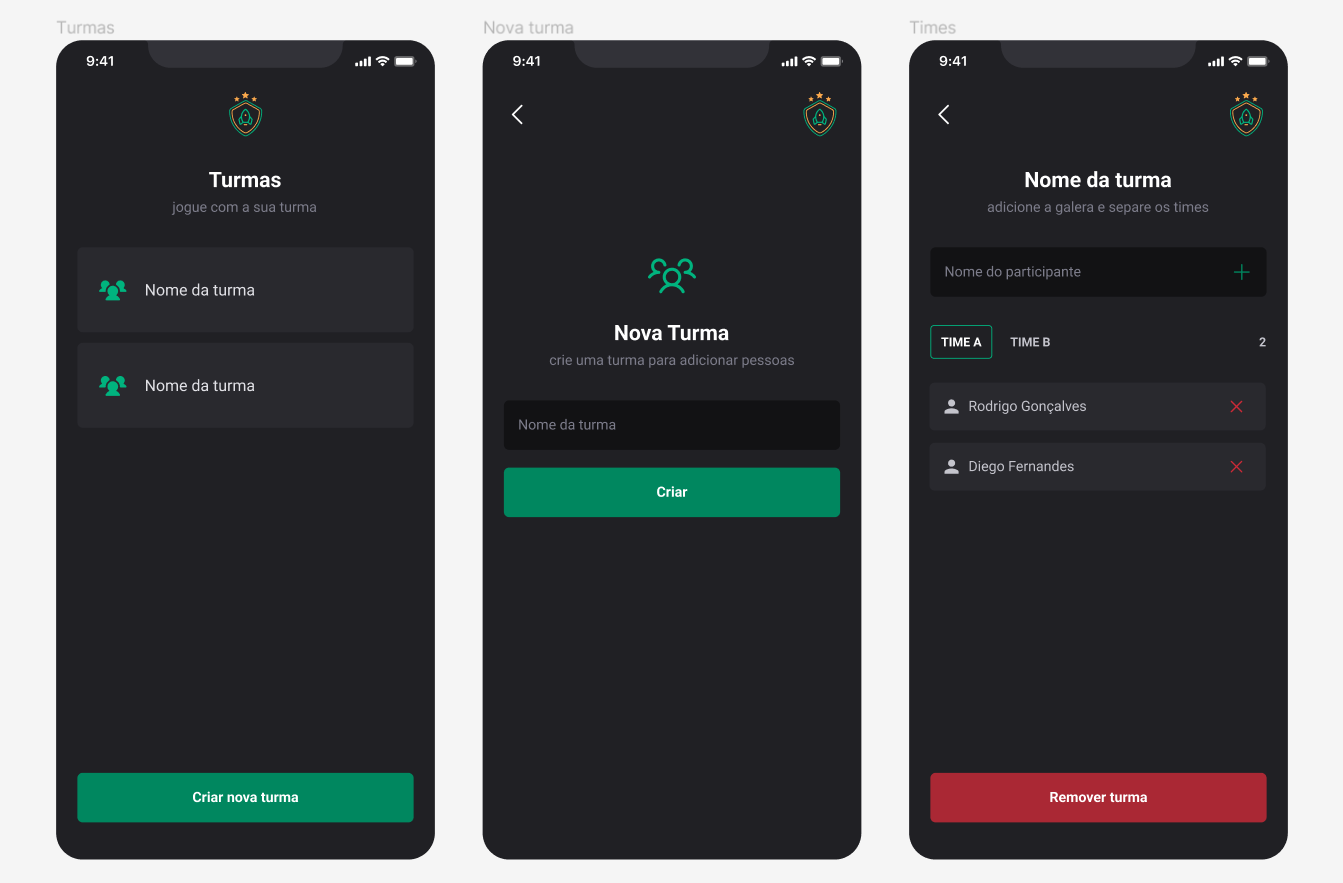 Turmas
9:41
Turmas
jogue com a sua turma
Nome da turma
Nome da turma
Criar nova turma
Nova turma
9:41
Nova Turma
crie uma turma para adicionar pessoas
Nome da turma
Criar
Times
9:41
Nome da turma
adicione a galera e separe os times
Nome do participante
TIME A TIME B 2
Rodrigo Gonçalves
Diego Fernandes
Remover turma